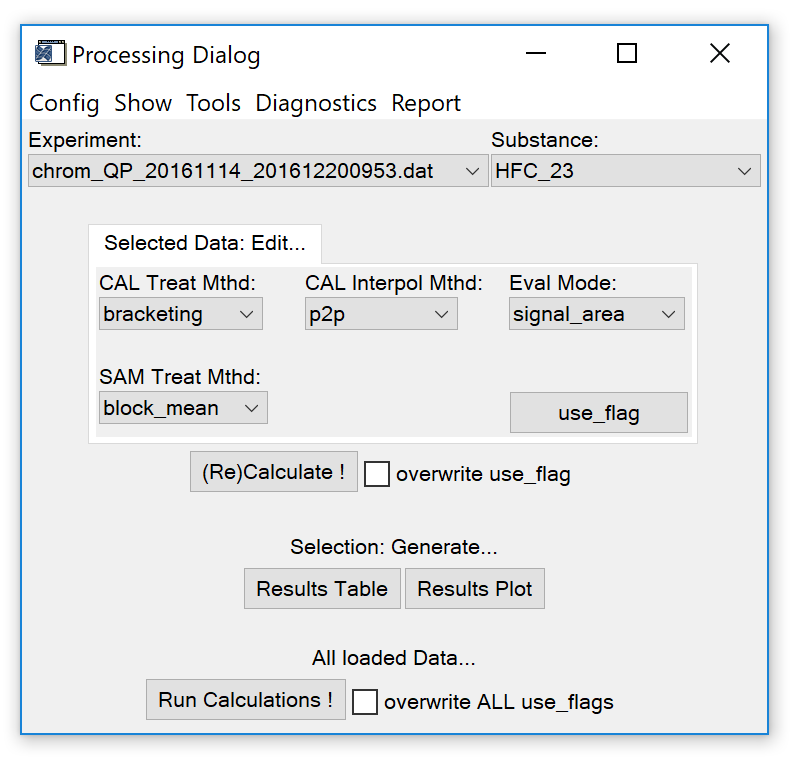 Processing Dialog
Config Show Tools Diagnostics Report
Experiment: Substance:
chrom_QP_20161114_201612200953.dat HFC_23
Selected Data: Edit...
CAL Treat Mthd: CAL Interpol Mthd: Eval Mode:
bracketing p2p signal_area
SAM Treat Mthd:
block_mean use_flag
(Re)Calculate ! overwrite use_flag
Selection: Generate...
Results Table Results Plot
All loaded Data...
Run Calculations ! overwrite ALL use_flags